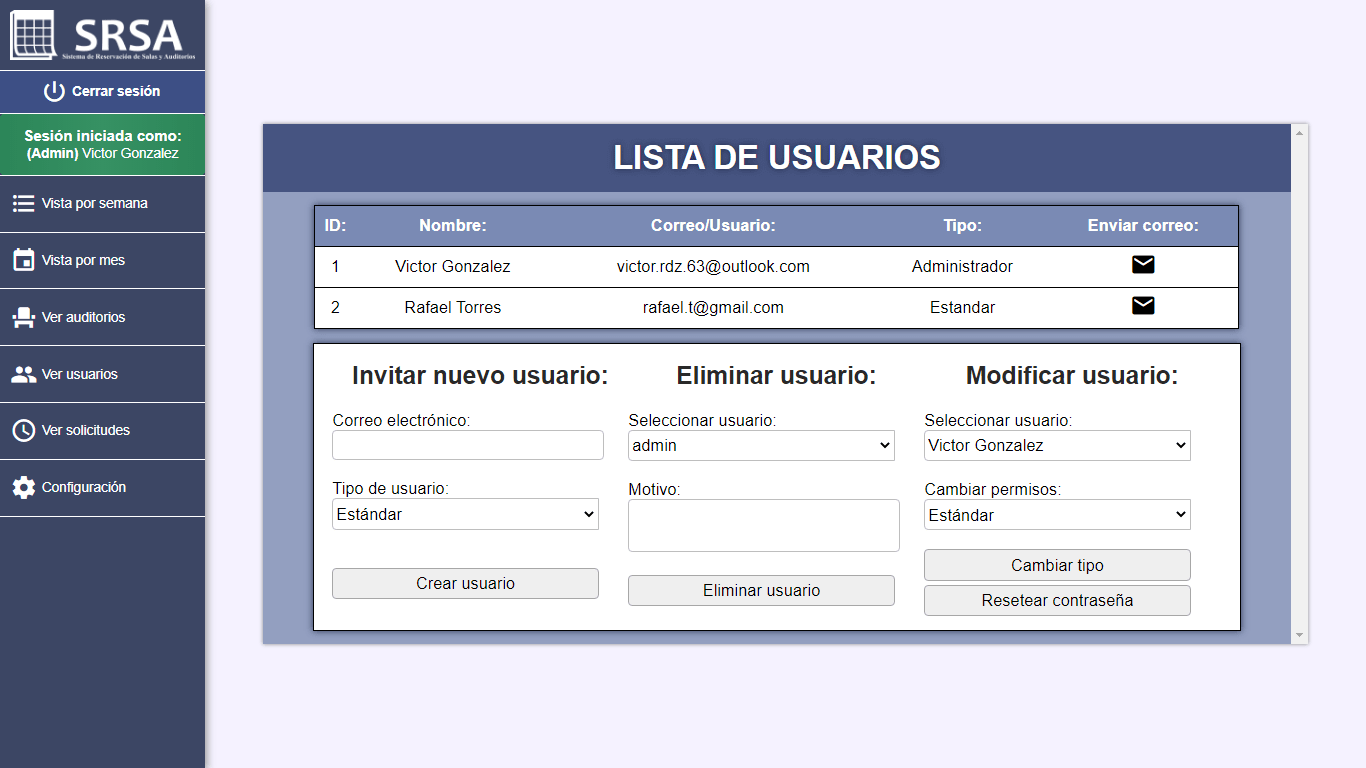 SRSA
Sistema de Reservación de Salas y Auditorios
Cerrar sesión
Sesión iniciada como:
(Admin) Victor Gonzalez
Vista por semana
Vista por mes
Ver auditorios
Ver usuarios
Ver solicitudes
Configuración
LISTA DE USUARIOS
ID: Nombre: Correo/Usuario: Tipo: Enviar correo:
1 Victor Gonzalez victor.rdz.63@outlook.com Administrador
2 Rafael Torres rafael.t@gmail.com Estandar
Invitar nuevo usuario:
Correo electrónico:
Tipo de usuario:
Estándar
Crear usuario
Eliminar usuario:
Seleccionar usuario:
admin
Motivo:
Eliminar usuario
Modificar usuario:
Seleccionar usuario:
Victor Gonzalez
Cambiar permisos:
Estándar
Cambiar tipo
Resetear contraseña